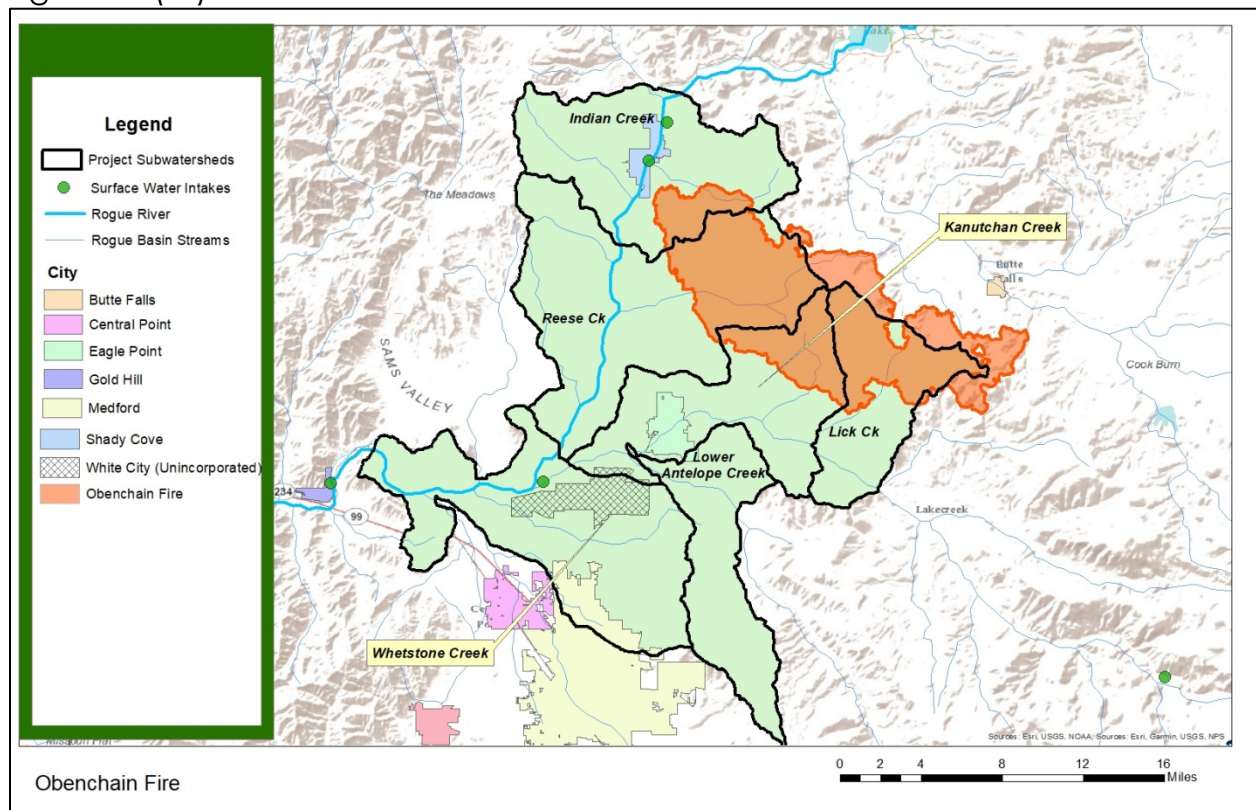 Legend
Project Subwatersheds
Surface Water Intakes
Rogue River
Rogue Basin Streams
City
Butte Falls
Central Point
Eagle Point
Gold Hill
Medford
Shady Cove
White City (Unincorporated)
Obenchain Fire
Lake
Indian Creek
The Meadows
Kanutchan Creek
Butte
Falls
Reese Ck
SAMS VALLEY
Cook Burn
Lick Ck
Lower
Antelope Creek
234
99
Lakecreek
Whetstone Creek
Sources: Esri, USGS, NOAA, Sources: Esri, Garmin, USGS, NPS
Obenchain Fire
0 2 4 8 12 16
Miles